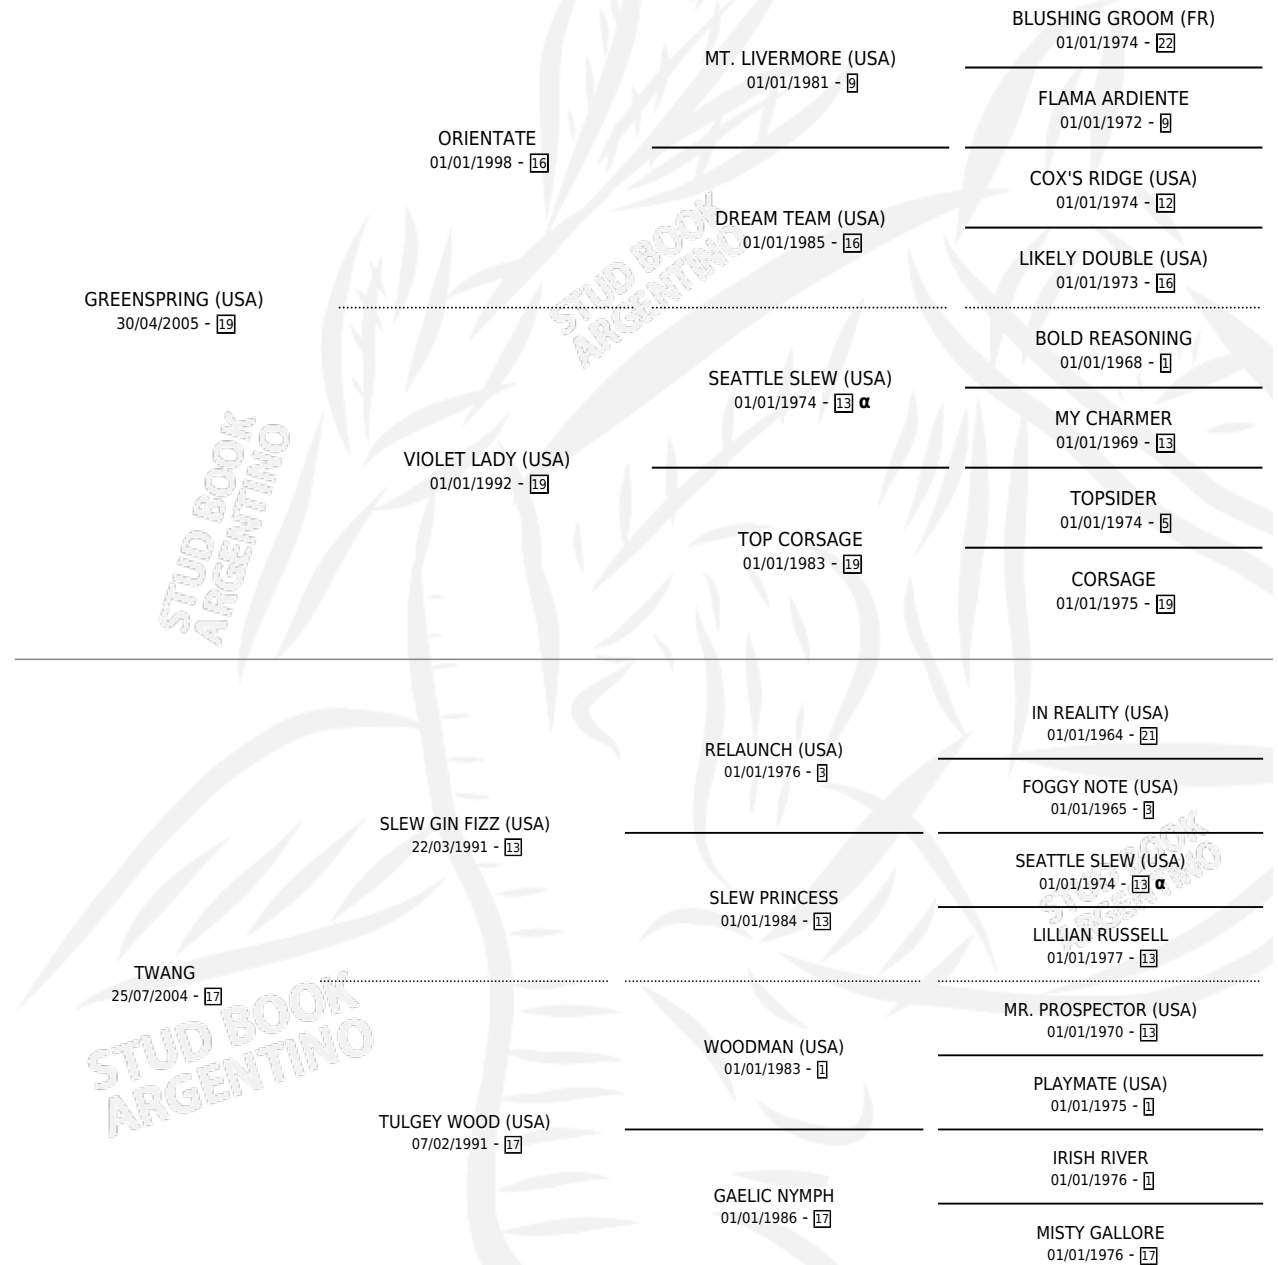 BLUSHING GROOM (FR)
01/01/1974 - 22
MT. LIVERMORE (USA)
01/01/1981 - 9
FLAMA ARDIENTE
01/01/1972 - 9
ORIENTATE
01/01/1998 - 16
COX'S RIDGE (USA)
01/01/1974 - 12
DREAM TEAM (USA)
01/01/1985 - 16
LIKELY DOUBLE (USA)
01/01/1973 - 16
GREENSPRING (USA)
30/04/2005 - 19
STUD BOOK
ARGENTINO
BOLD REASONING
01/01/1968 - 1
SEATTLE SLEW (USA)
01/01/1974 - 13 α
MY CHARMER
01/01/1969 - 13
VIOLET LADY (USA)
01/01/1992 - 19
TOPSIDER
01/01/1974 - 5
TOP CORSAGE
01/01/1983 - 19
CORSAGE
01/01/1975 - 19
STUD BOOK
ARGENTINO
IN REALITY (USA)
01/01/1964 - 21
RELAUNCH (USA)
01/01/1976 - 3
FOGGY NOTE (USA)
01/01/1965 - 3
SLEW GIN FIZZ (USA)
22/03/1991 - 13
SEATTLE SLEW (USA)
01/01/1974 - 13 α
SLEW PRINCESS
01/01/1984 - 13
LILLIAN RUSSELL
01/01/1977 - 13
STUD BOOK
ARGENTINO
TWANG
25/07/2004 - 17
STUD BOOK
ARGENTINO
MR. PROSPECTOR (USA)
01/01/1970 - 13
WOODMAN (USA)
01/01/1983 - 1
PLAYMATE (USA)
01/01/1975 - 1
TULGEY WOOD (USA)
07/02/1991 - 17
IRISH RIVER
01/01/1976 - 1
GAELIC NYMPH
01/01/1986 - 17
MISTY GALLORE
01/01/1976 - 17